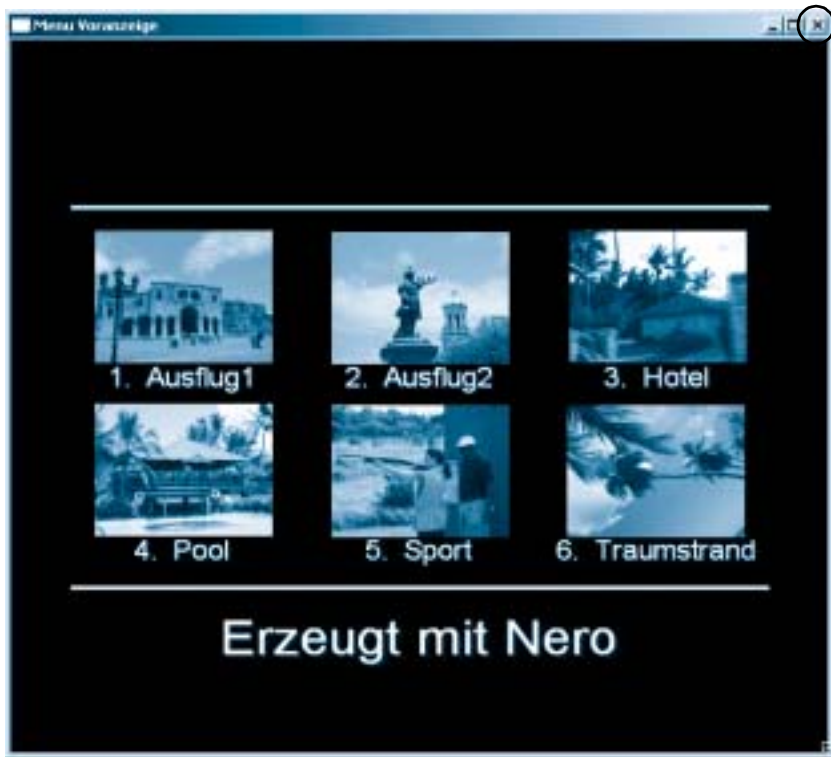 Menu Voranzeige
1. Ausflug1 2. Ausflug2 3. Hotel
4. Pool 5. Sport 6. Traumstrand
Erzeugt mit Nero